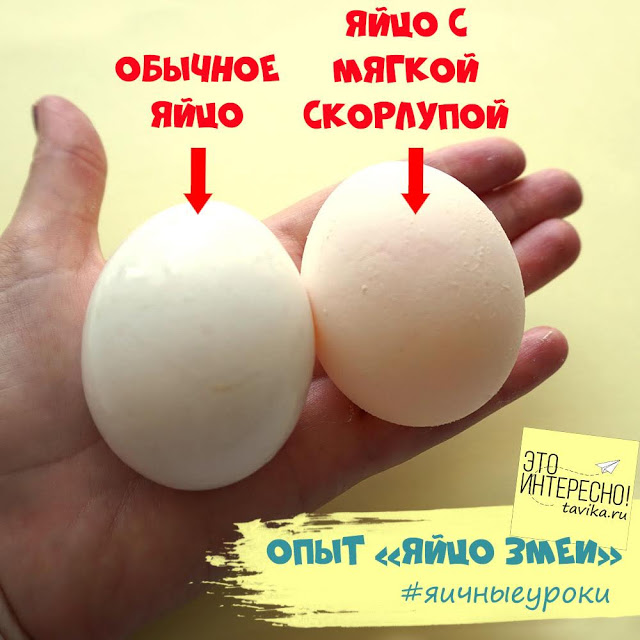 ОБЫЧНОЕ
ЯЙЦО
ЯЙЦО С
МЯГКОЙ
СКОРЛУПОЙ
ЭТО
ИНТЕРЕСНО!
tavika.ru
ОПЫТ «ЯЙЦО ЗМЕИ»
#яичныеуроки